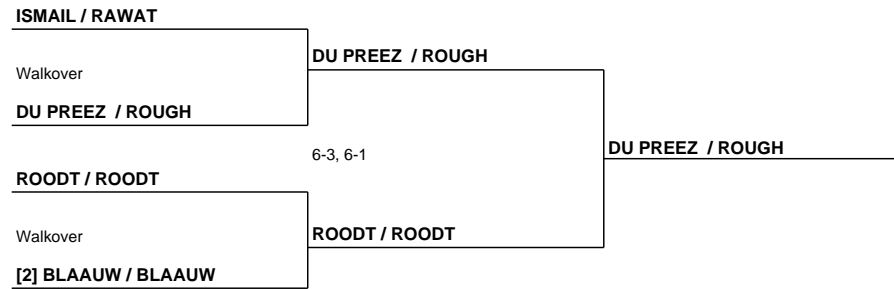 ISMAIL / RAWAT
DU PREEZ / ROUGH
Walkover
DU PREEZ / ROUGH
6-3, 6-1
DU PREEZ / ROUGH
ROODT / ROODT
Walkover
ROODT / ROODT
[2] BLAAUW / BLAAUW